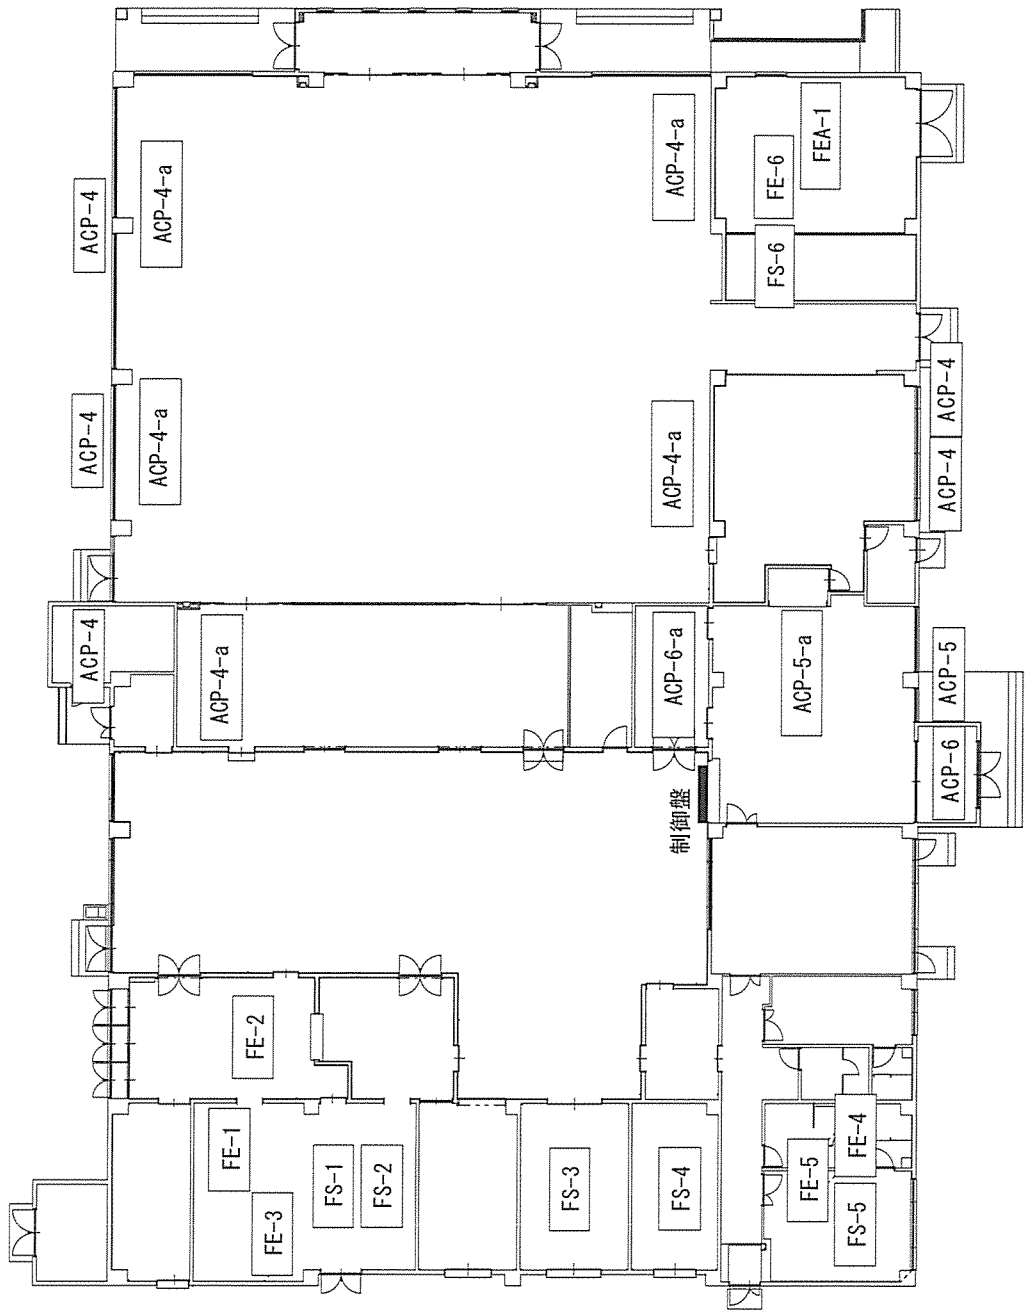 ACP-4
ACP-4
ACP-4
ACP-4-a
ACP-4-a
FE-1
ACP-4-a
FE-2
FE-3
FS-1
FS-2
FS-3
FS-4
制御盤
ACP-6-a
ACP-4-a
ACP-4-a
FS-6
FE-6
FE-5
ACP-5-a
FEA-1
FS-5
FE-4
ACP-6
ACP-5
ACP-4
ACP-4